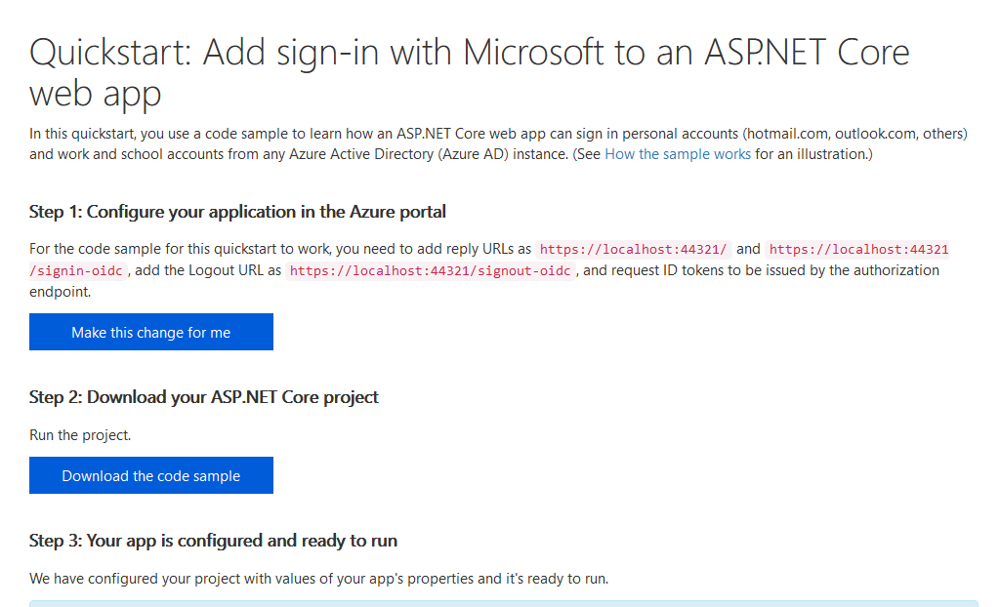 Quickstart: Add sign-in with Microsoft to an ASP.NET Core
web app
In this quickstart, you use a code sample to learn how an ASP.NET Core web app can sign in personal accounts (hotmail.com, outlook.com, others)
and work and school accounts from any Azure Active Directory (Azure AD) instance. (See How the sample works for an illustration.)
Step 1: Configure your application in the Azure portal
For the code sample for this quickstart to work, you need to add reply URLs as https://localhost:44321/ and https://localhost:44321
/signin-oidc , add the Logout URL as https://localhost:44321/signout-oidc , and request ID tokens to be issued by the authorization
endpoint.
Make this change for me
Step 2: Download your ASP.NET Core project
Run the project.
Download the code sample
Step 3: Your app is configured and ready to run
We have configured your project with values of your app's properties and it's ready to run.